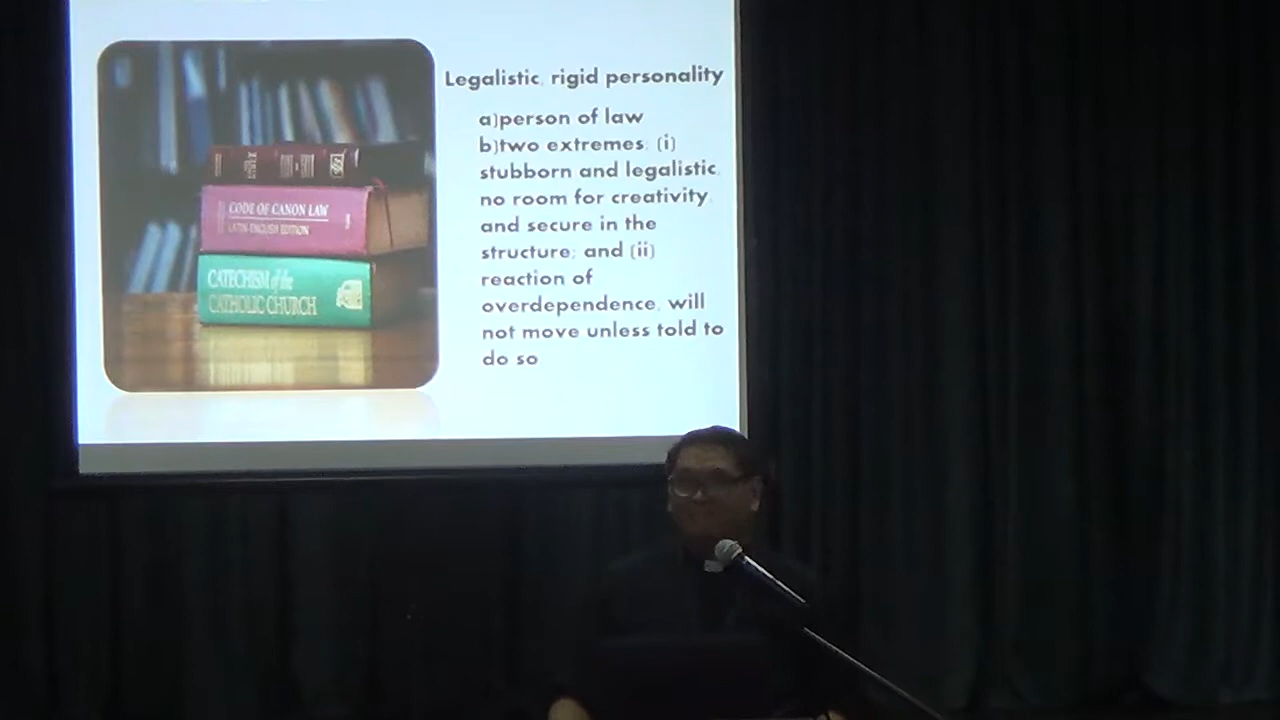 Legalistic, rigid personality
a)person of law
b)two extremes: (i)
stubborn and legalistic,
no room for creativity,
and secure in the
structure; and (ii)
reaction of
overdependence, will
not move unless told to
do so
CODE OF CANON LAW
LATIN-ENGLISH EDITION
CATECHISM of the
CATHOLIC CHURCH